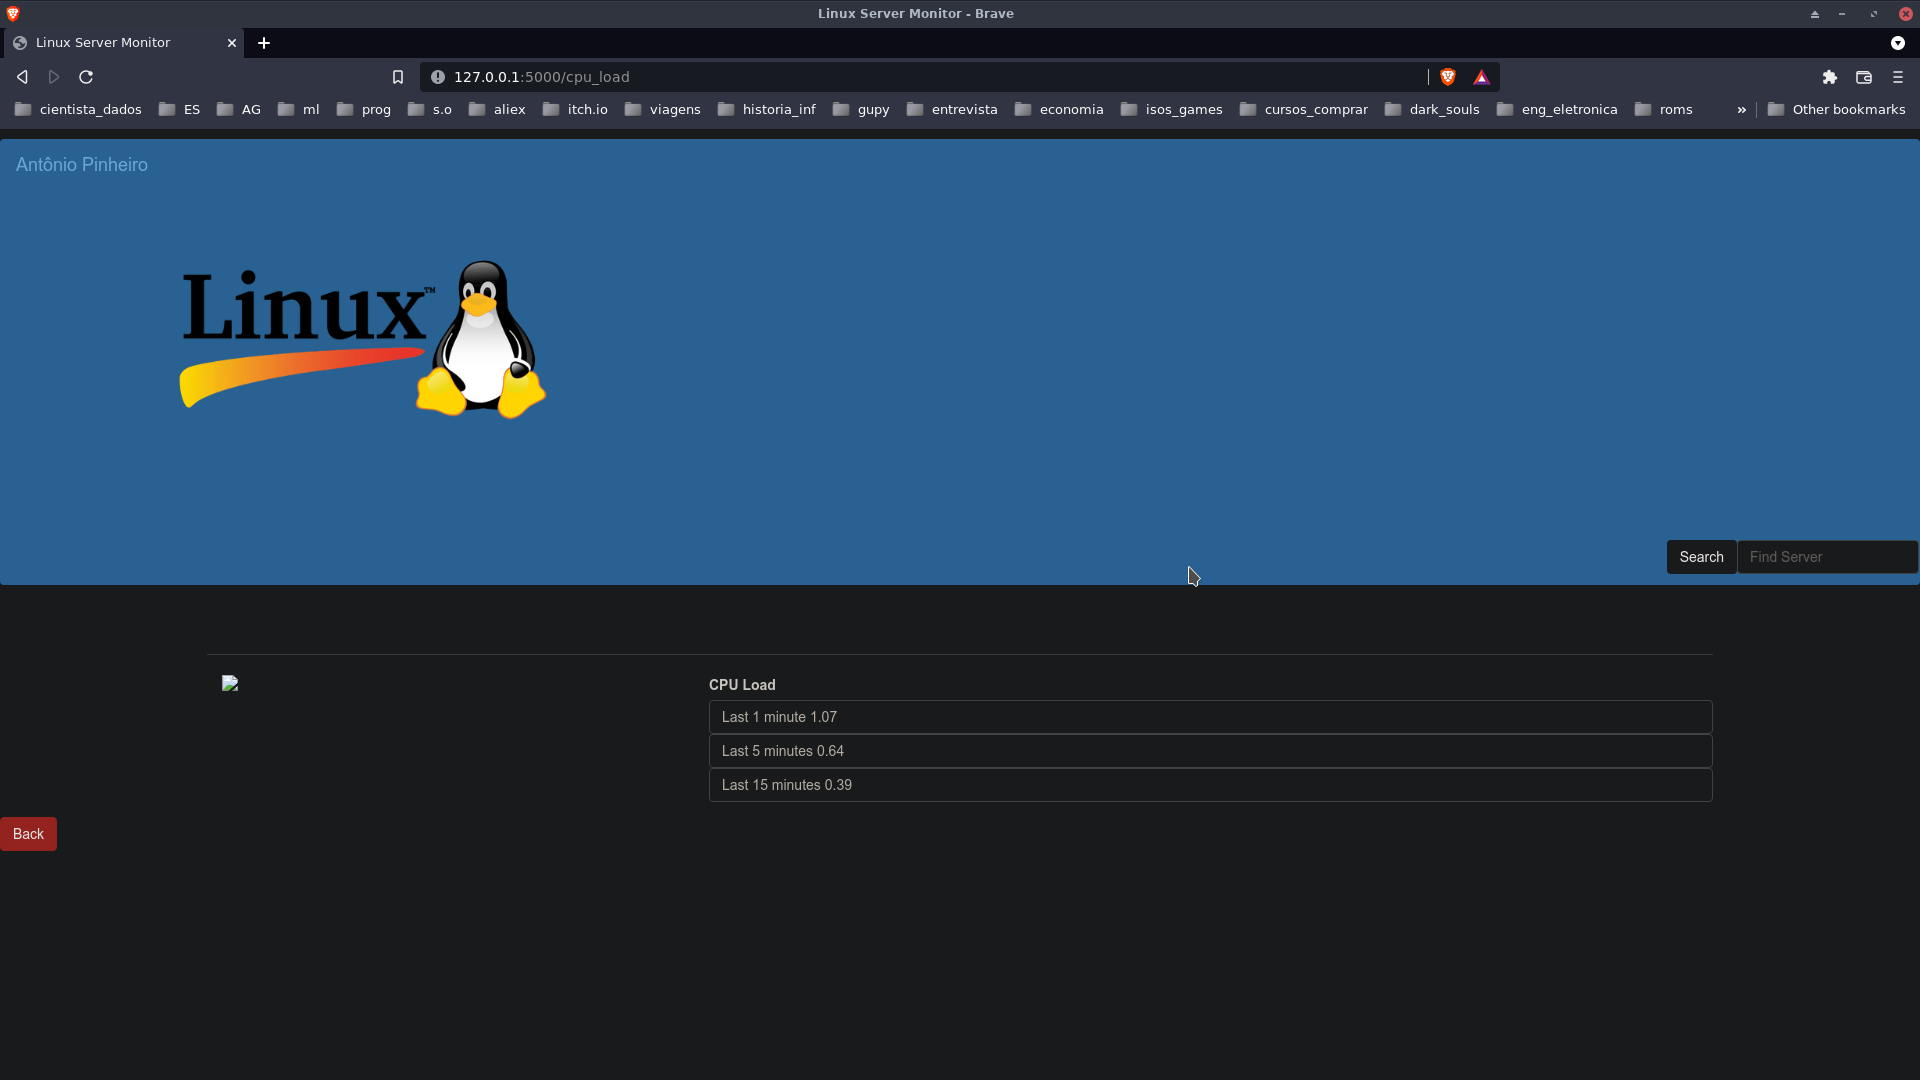 Linux Server Monitor - Brave
Linux Server Monitor
127.0.0.1:5000/cpu_load
cientista_dados ES AG ml prog s.o aliex itch.io viagens historia_inf gupy entrevista economia isos_games cursos_comprar dark_souls eng_eletronica roms » Other bookmarks
Antônio Pinheiro
Linux™
Search Find Server
CPU Load
Last 1 minute 1.07
Last 5 minutes 0.64
Last 15 minutes 0.39
Back